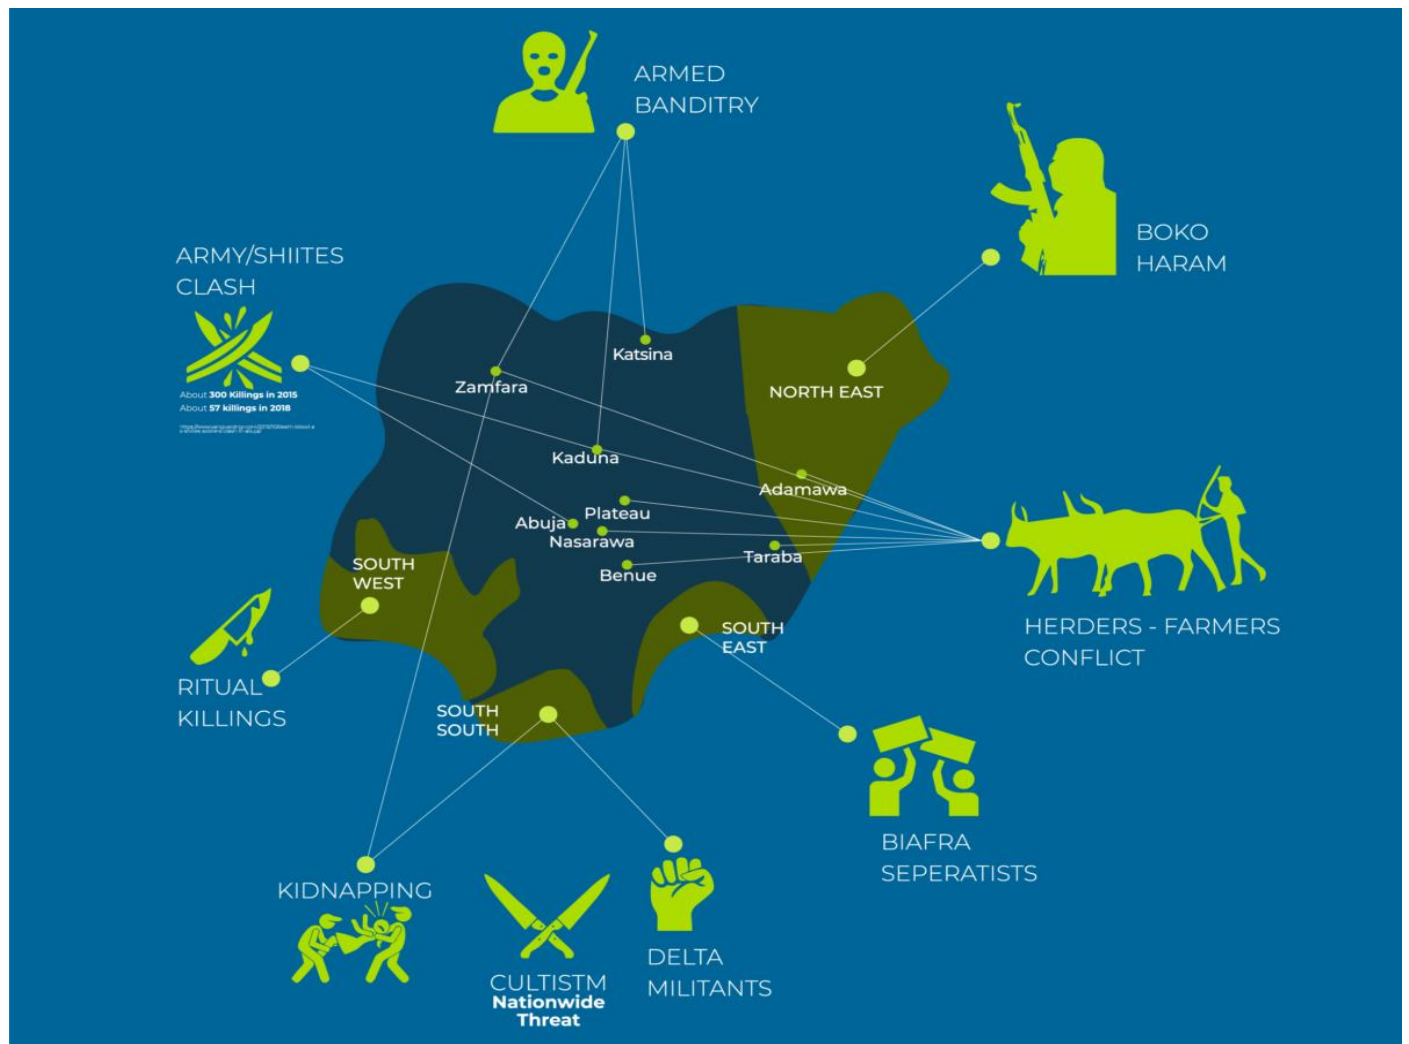 ARMED
BANDITRY
BOKO
HARAM
ARMY/SHIITES
CLASH
About 300 Killings in 2015
About 57 killings in 2018
Katsina
Zamfara
NORTH EAST
Kaduna
Adamawa
Plateau
Abuja
Nasarawa
Taraba
Benue
SOUTH
WEST
SOUTH
EAST
HERDERS - FARMERS
CONFLICT
RITUAL
KILLINGS
SOUTH
SOUTH
BIAFRA
SEPERATISTS
KIDNAPPING
DELTA
MILITANTS
CULTISTM
Nationwide
Threat